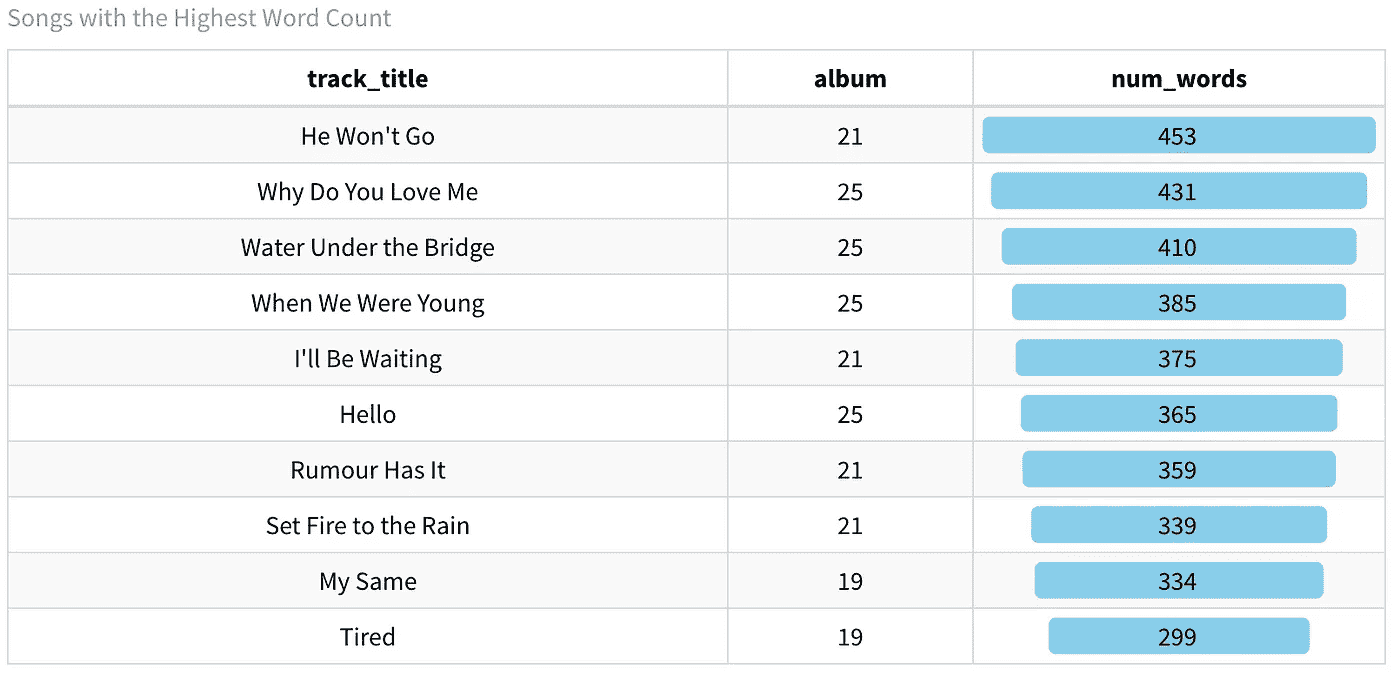 Songs with the Highest Word Count
track_title album num_words
He Won't Go 21 453
Why Do You Love Me 25 431
Water Under the Bridge 25 410
When We Were Young 25 385
I'll Be Waiting 21 375
Hello 25 365
Rumour Has It 21 359
Set Fire to the Rain 21 339
My Same 19 334
Tired 19 299